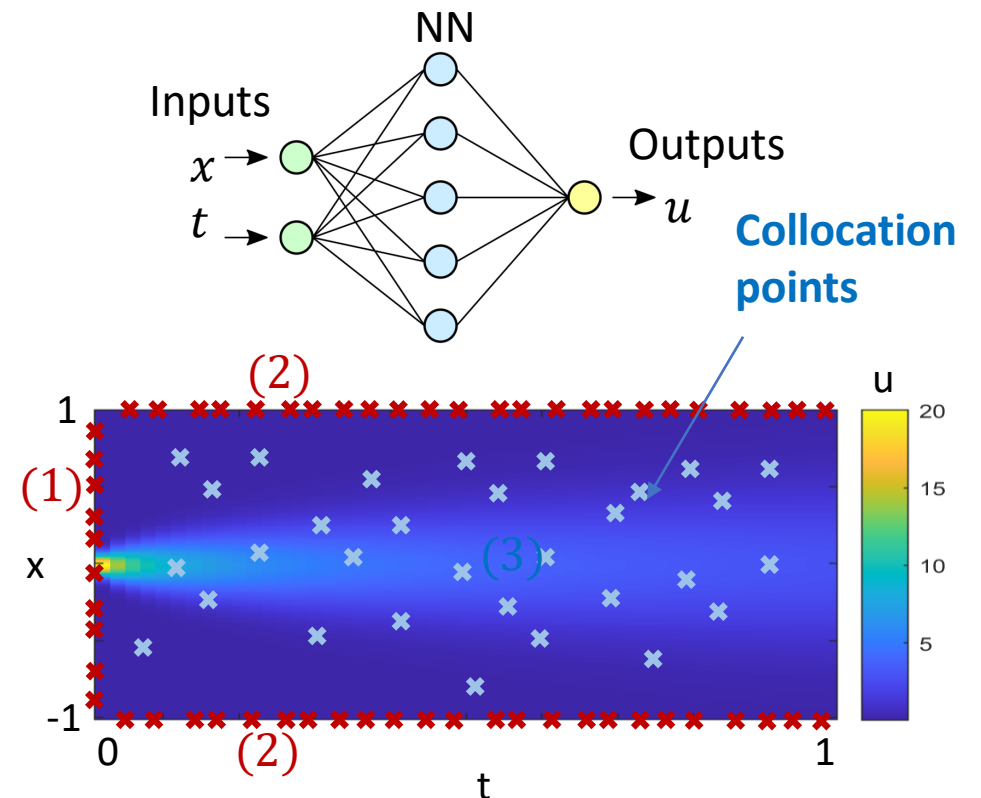 NN
Inputs
x
t
Outputs
u
Collocation
points
(2)
u
1
20
(1)
15
x
(3)
10
5
-1
0
(2)
1
t